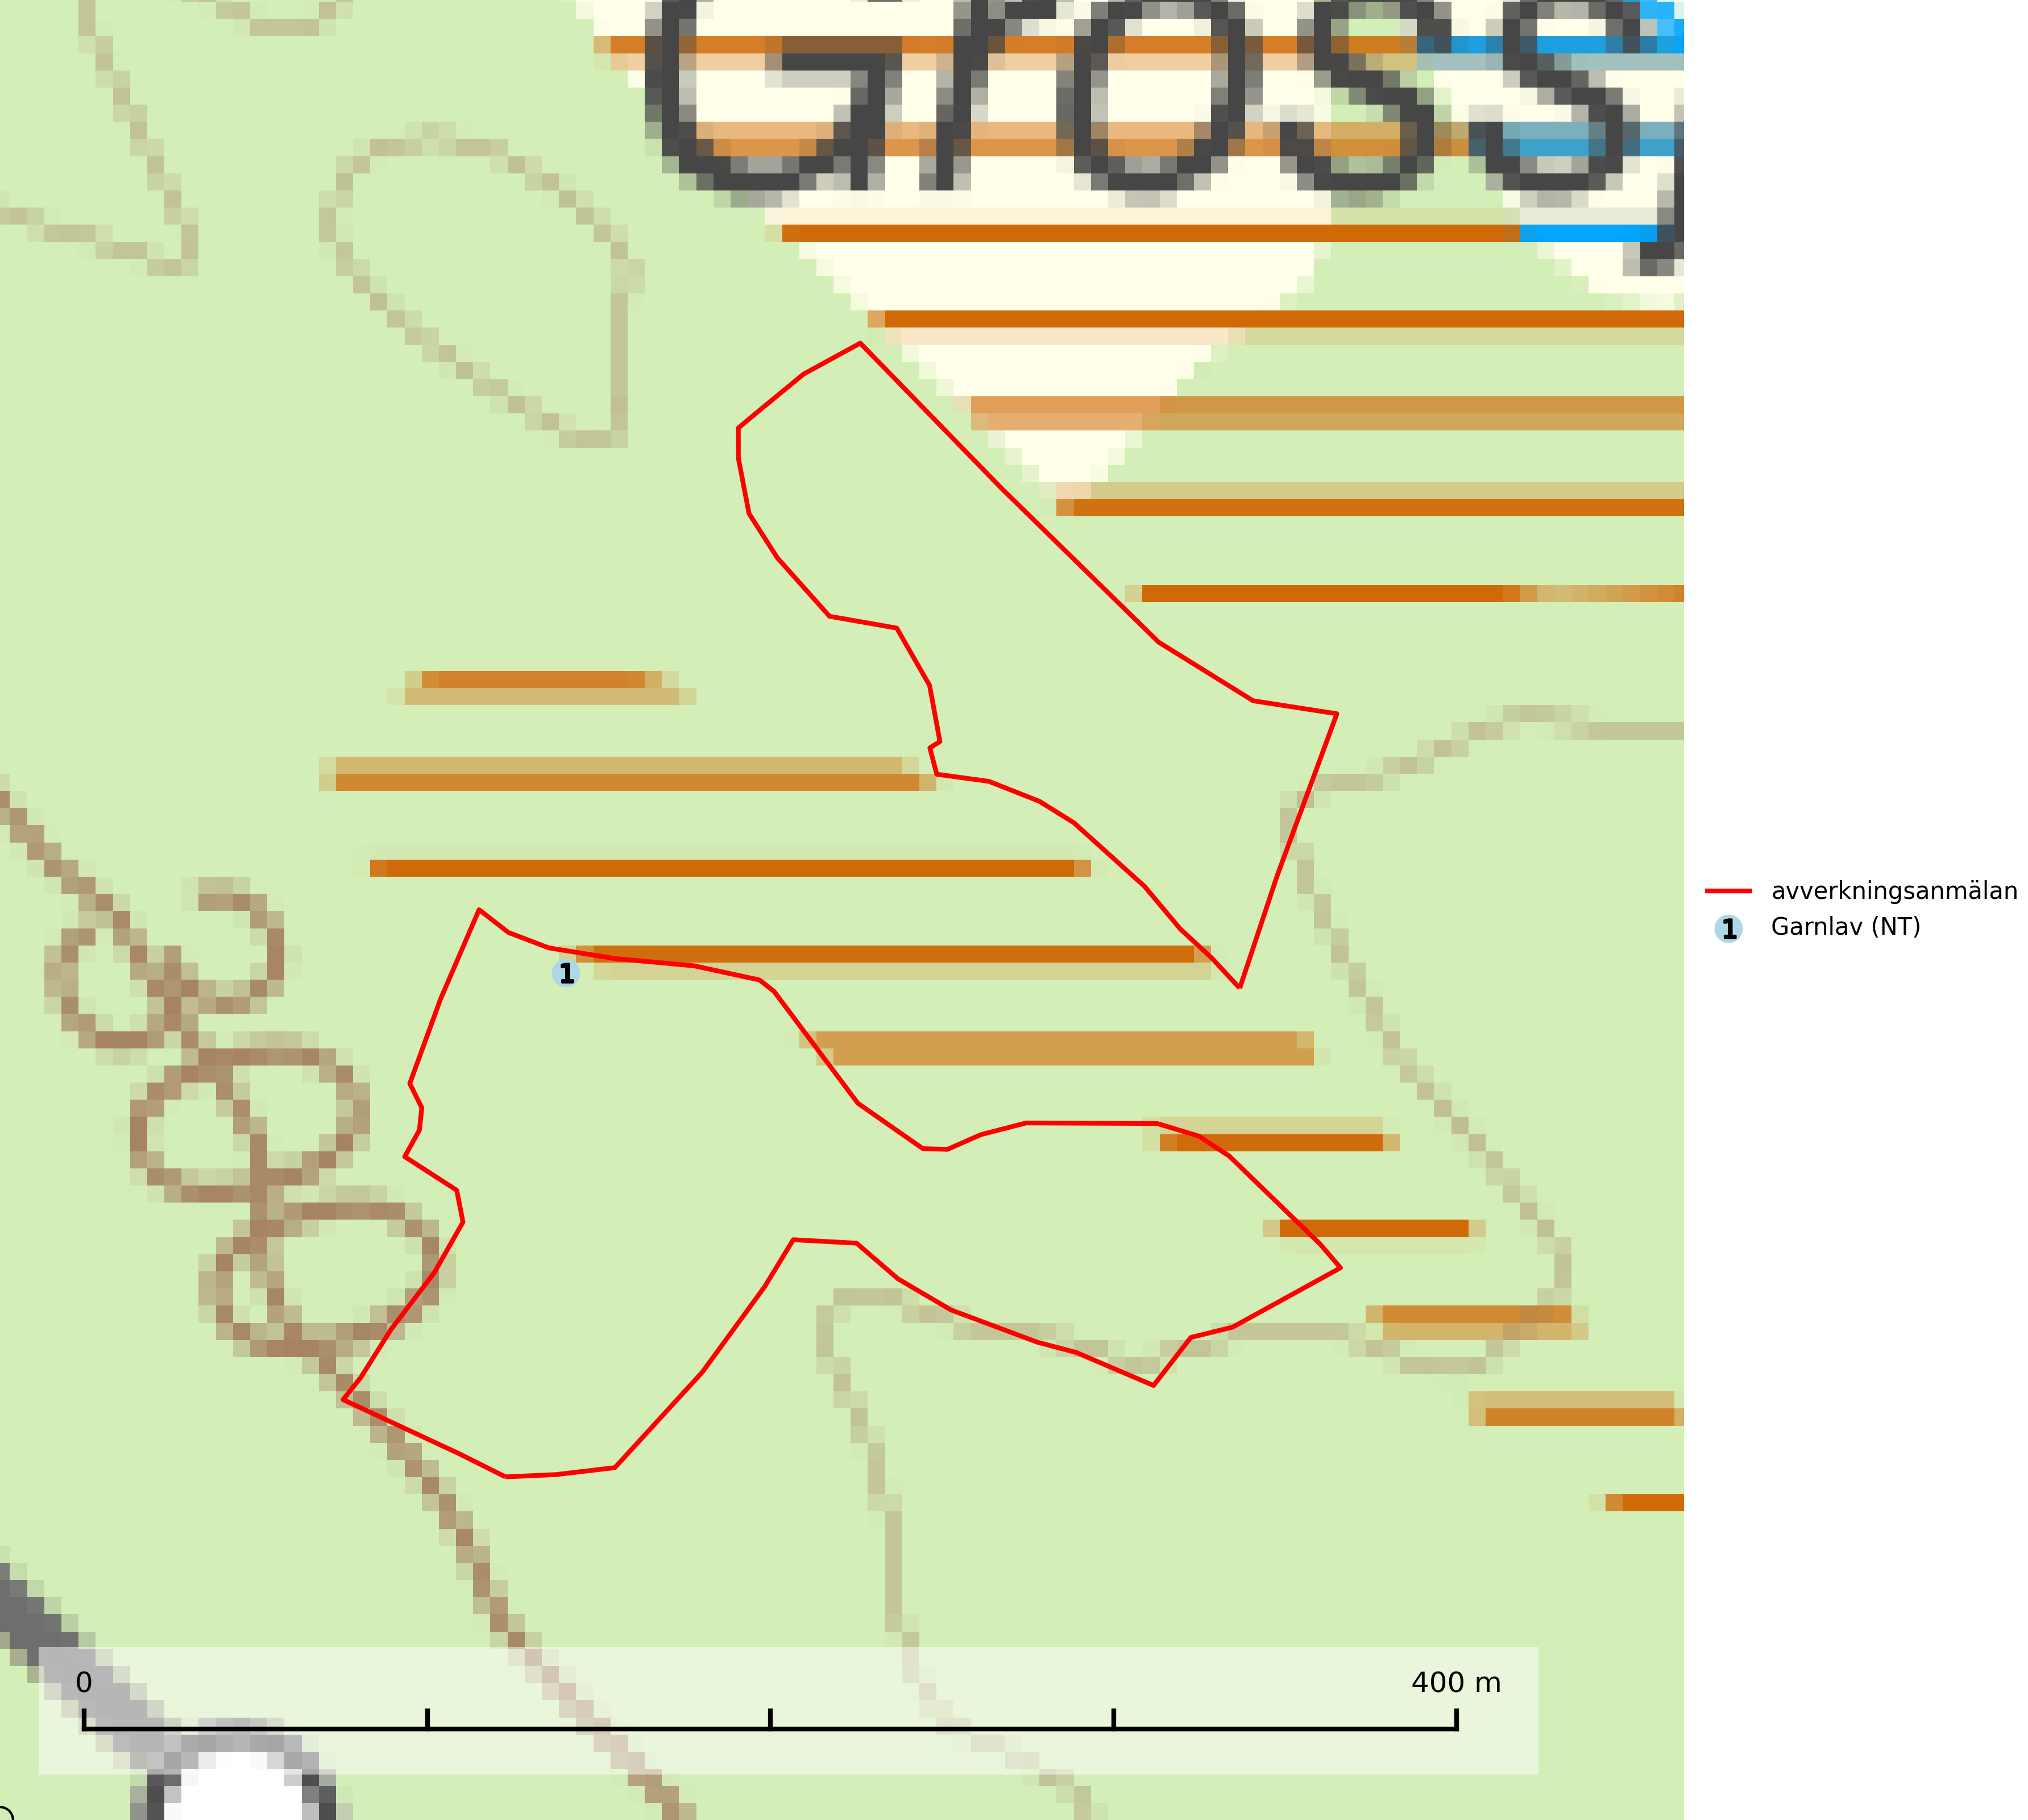 Gross
1
avverkningsanmälan
1 Garnlav (NT)
0 400 m